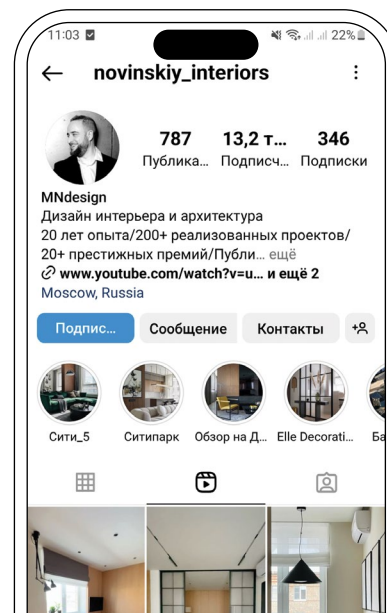 11:03 22%
novinskiy_interiors
787 13,2 т... 346
Публика... Подписч... Подписки
MNdesign
Дизайн интерьера и архитектура
20 лет опыта/200+ реализованных проектов/
20+ престижных премий/Публи... ещё
www.youtube.com/watch?v=u... и ещё 2
Moscow, Russia
Подпис... Сообщение Контакты
Сити_5 Ситипарк Обзор на Д... Elle Decorati... Ба